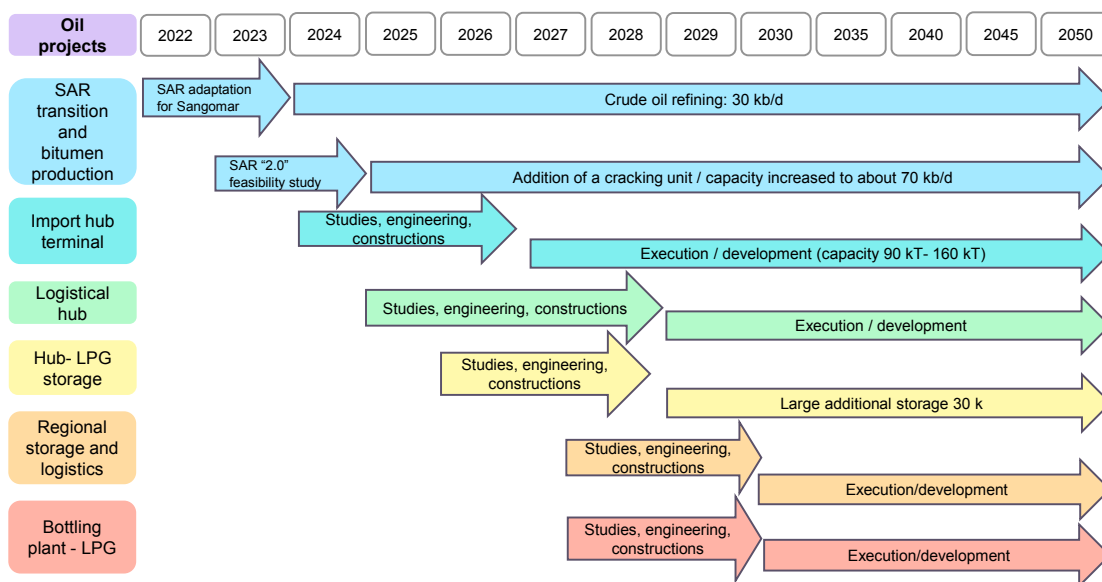 Oil
projects
2022
2023
2024
2025
2026
2027
2028
2029
2030
2035
2040
2045
2050
SAR
transition
and
bitumen
production
SAR adaptation
for Sangomar
Crude oil refining: 30 kb/d
SAR “2.0”
feasibility study
Addition of a cracking unit / capacity increased to about 70 kb/d
Import hub
terminal
Studies, engineering,
constructions
Execution / development (capacity 90 kT- 160 kT)
Logistical
hub
Studies, engineering, constructions
Execution / development
Hub- LPG
storage
Studies, engineering,
constructions
Large additional storage 30 k
Regional
storage and
logistics
Studies, engineering,
constructions
Execution/development
Bottling
plant - LPG
Studies, engineering,
constructions
Execution/development